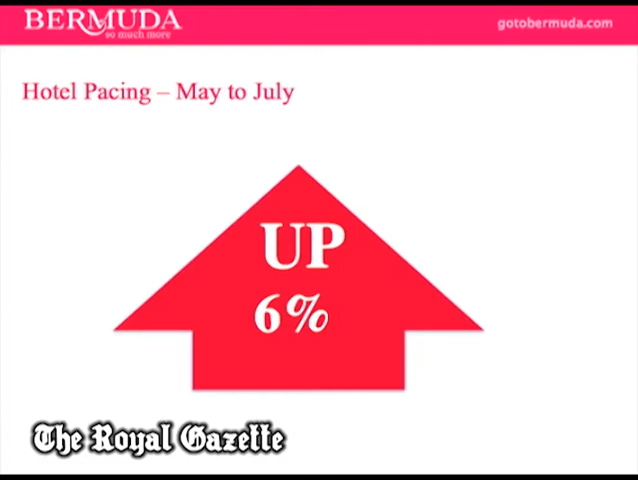 BERMUDA
so much more
gotobermuda.com
Hotel Pacing – May to July
UP
6%
The Royal Gazette